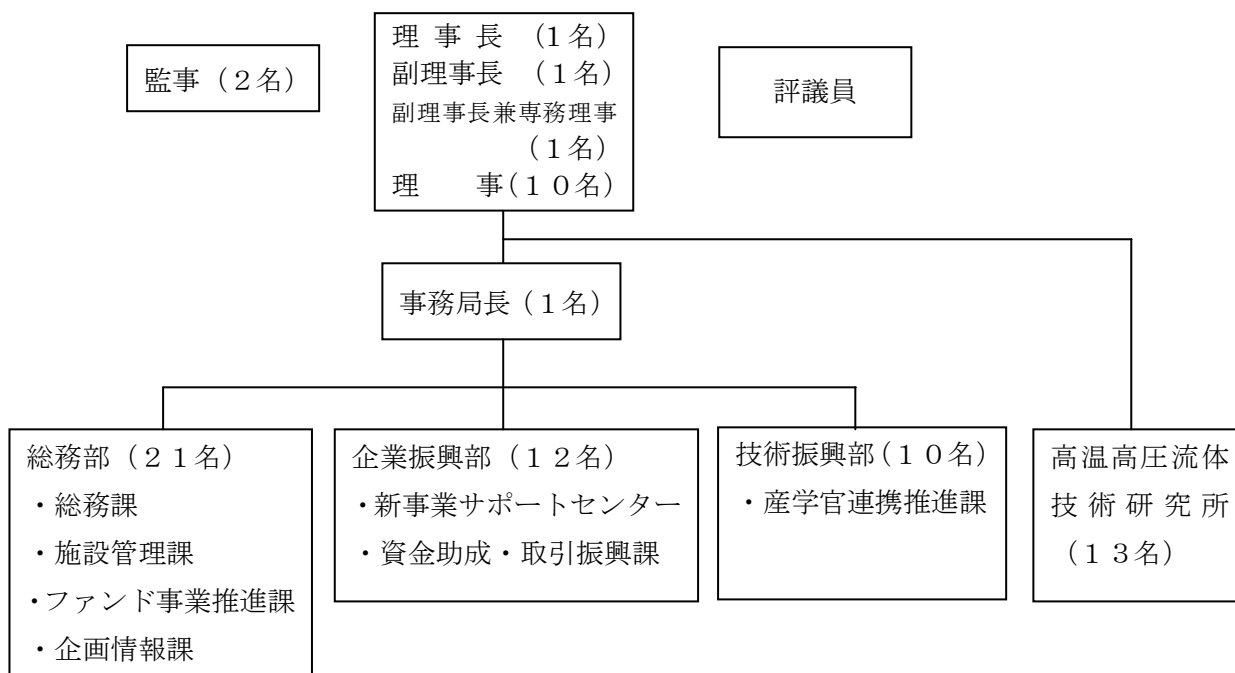 監事（２名）
理 事 長 （１名）
副理事長 （１名）
副理事長兼専務理事
（１名）
理　　事（１０名）
評議員
事務局長（１名）
総務部（２１名）
・総務課
・施設管理課
・ファンド事業推進課
・企画情報課
企業振興部（１２名）
・新事業サポートセンター
・資金助成・取引振興課
技術振興部（１０名）
・産学官連携推進課
高温高圧流体
技 術 研 究 所
（１３名）